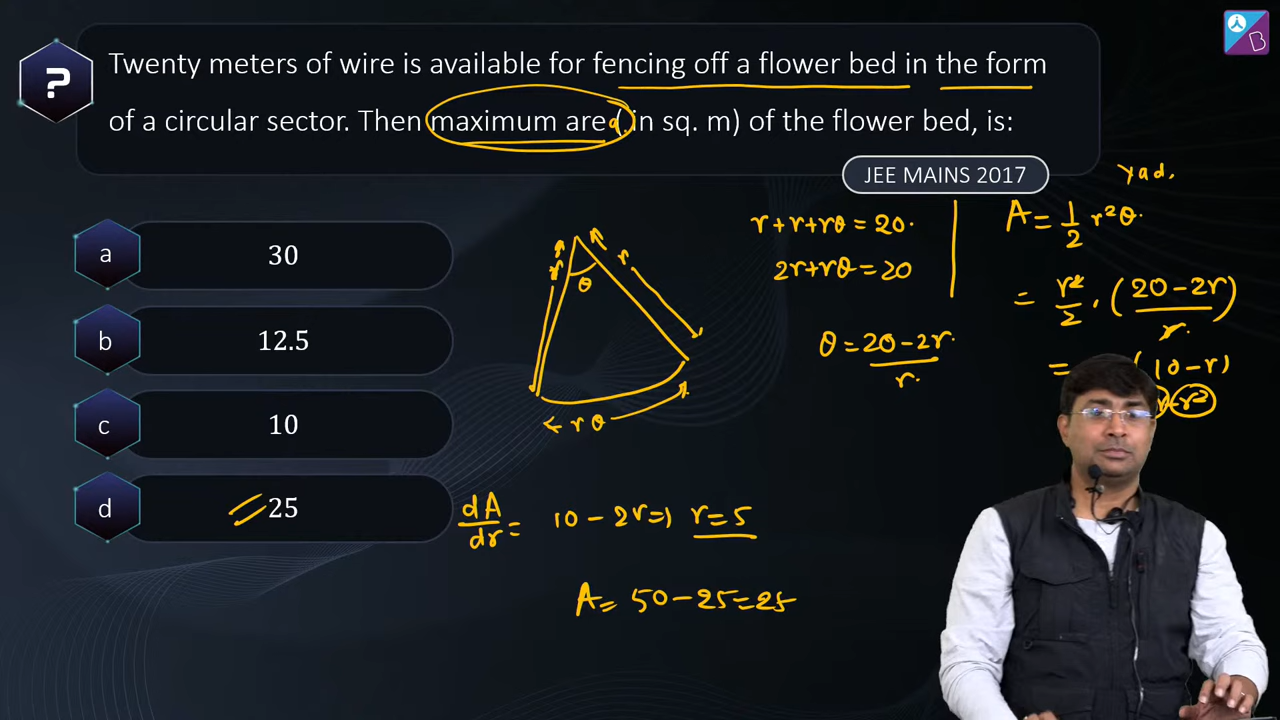 ?
Twenty meters of wire is available for fencing off a flower bed in the form
of a circular sector. Then maximum area (in sq. m) of the flower bed, is:
JEE MAINS 2017
a 30
b 12.5
c 10
d 25
r
r
θ
rθ
r+r+rθ=20.
2r+rθ=20
θ=20-2r.
r.
rad.
A=1/2 r²θ.
= r²/2 . (20-2r)
r.
= (10-r)
-r²
dA/dr = 10-2r=) r=5
A= 50-25=25
B